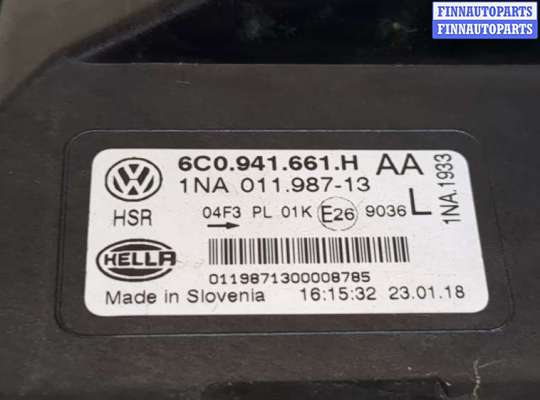 FINNAUTOPARTS
FINNAUTOPARTS
6C0.941.661.H AA
1NA 011.987-13
1NA.1933
HSR 04F3 PL 01K E26 9036 L
HELLA
0119871300008785
Made in Slovenia 16:15:32 23.01.18